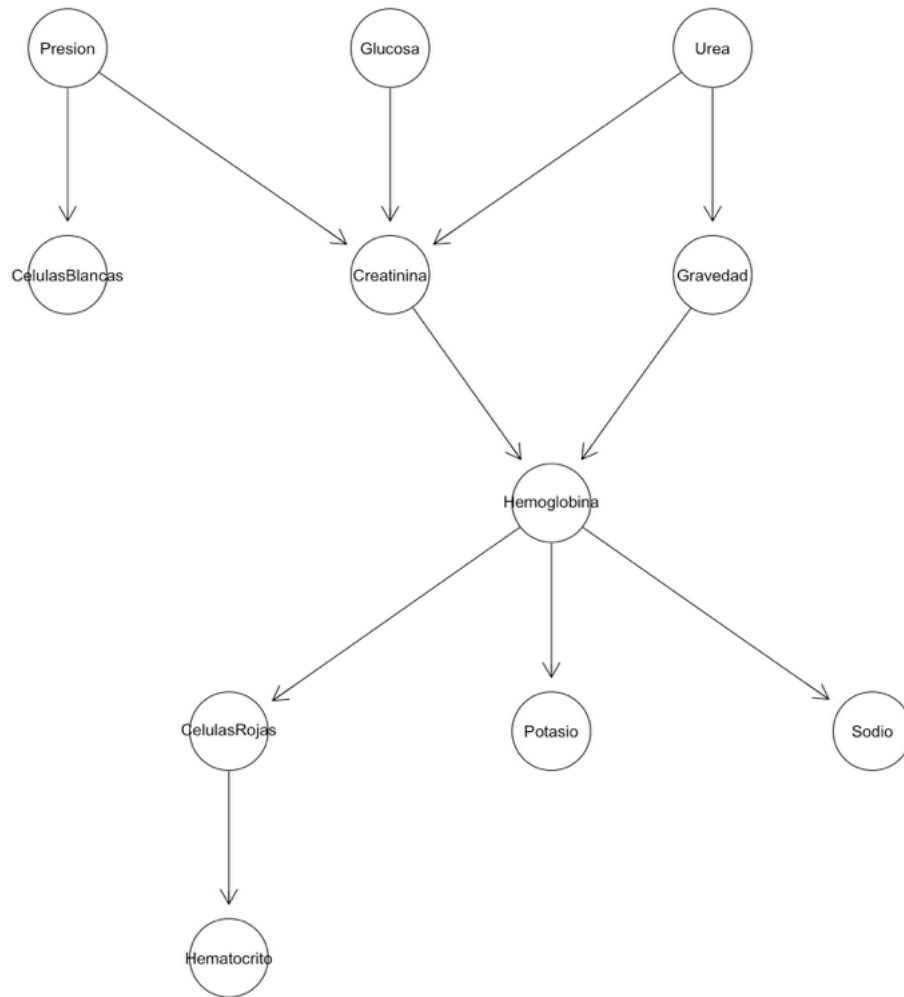 Presion
Glucosa
Urea
CelulasBlancas
Creatinina
Gravedad
Hemoglobina
CelulasRojas
Potasio
Sodio
Hematocrito